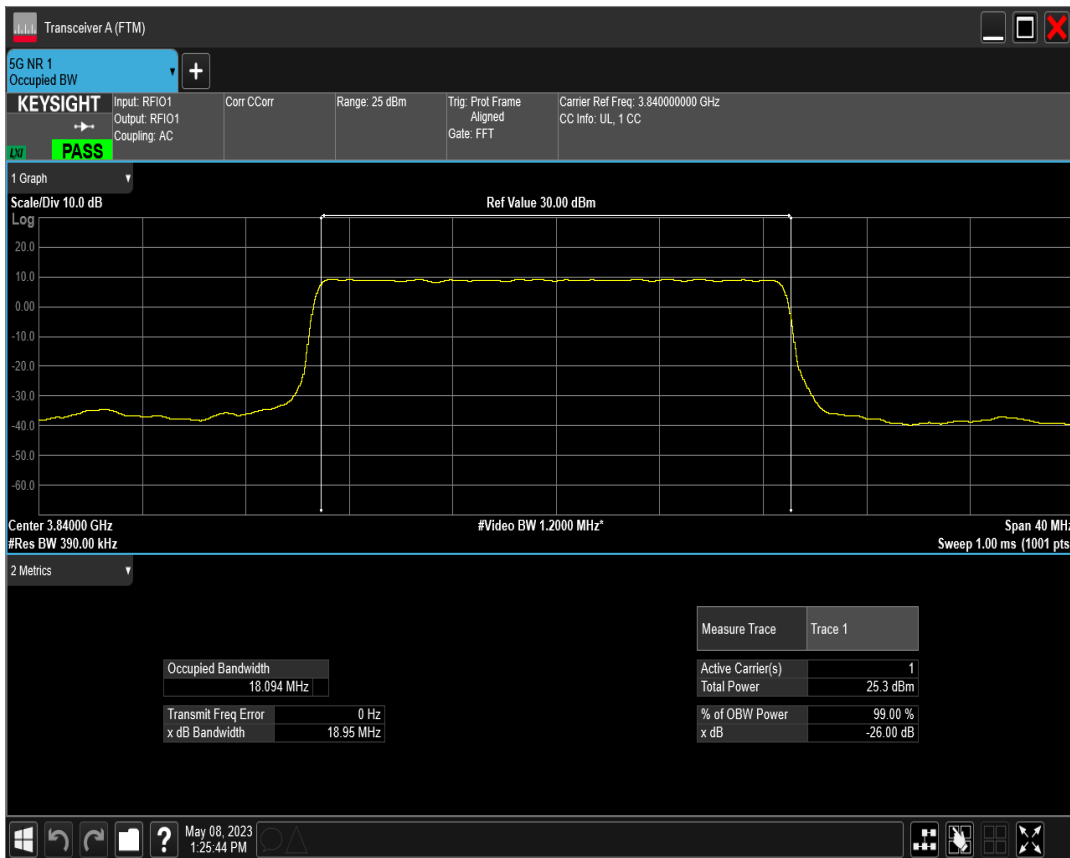 Transceiver A (FTM)
5G NR 1
Occupied BW
+
KEYSIGHT
LXI
PASS
Input: RFIO1
Output: RFIO1
Coupling: AC
Corr CCorr
Range: 25 dBm
Trig: Prot Frame
Aligned
Gate: FFT
Carrier Ref Freq: 3.840000000 GHz
CC Info: UL, 1 CC
1 Graph
Scale/Div 10.0 dB
Ref Value 30.00 dBm
Log
20.0
10.0
0.00
-10.0
-20.0
-30.0
-40.0
-50.0
-60.0
Center 3.84000 GHz
#Video BW 1.2000 MHz*
Span 40 MHz
#Res BW 390.00 kHz
Sweep 1.00 ms (1001 pts
2 Metrics
Measure Trace Trace 1
Occupied Bandwidth
18.094 MHz
Active Carrier(s) 1
Total Power 25.3 dBm
Transmit Freq Error 0 Hz
x dB Bandwidth 18.95 MHz
% of OBW Power 99.00 %
x dB -26.00 dB
?
May 08, 2023
1:25:44 PM